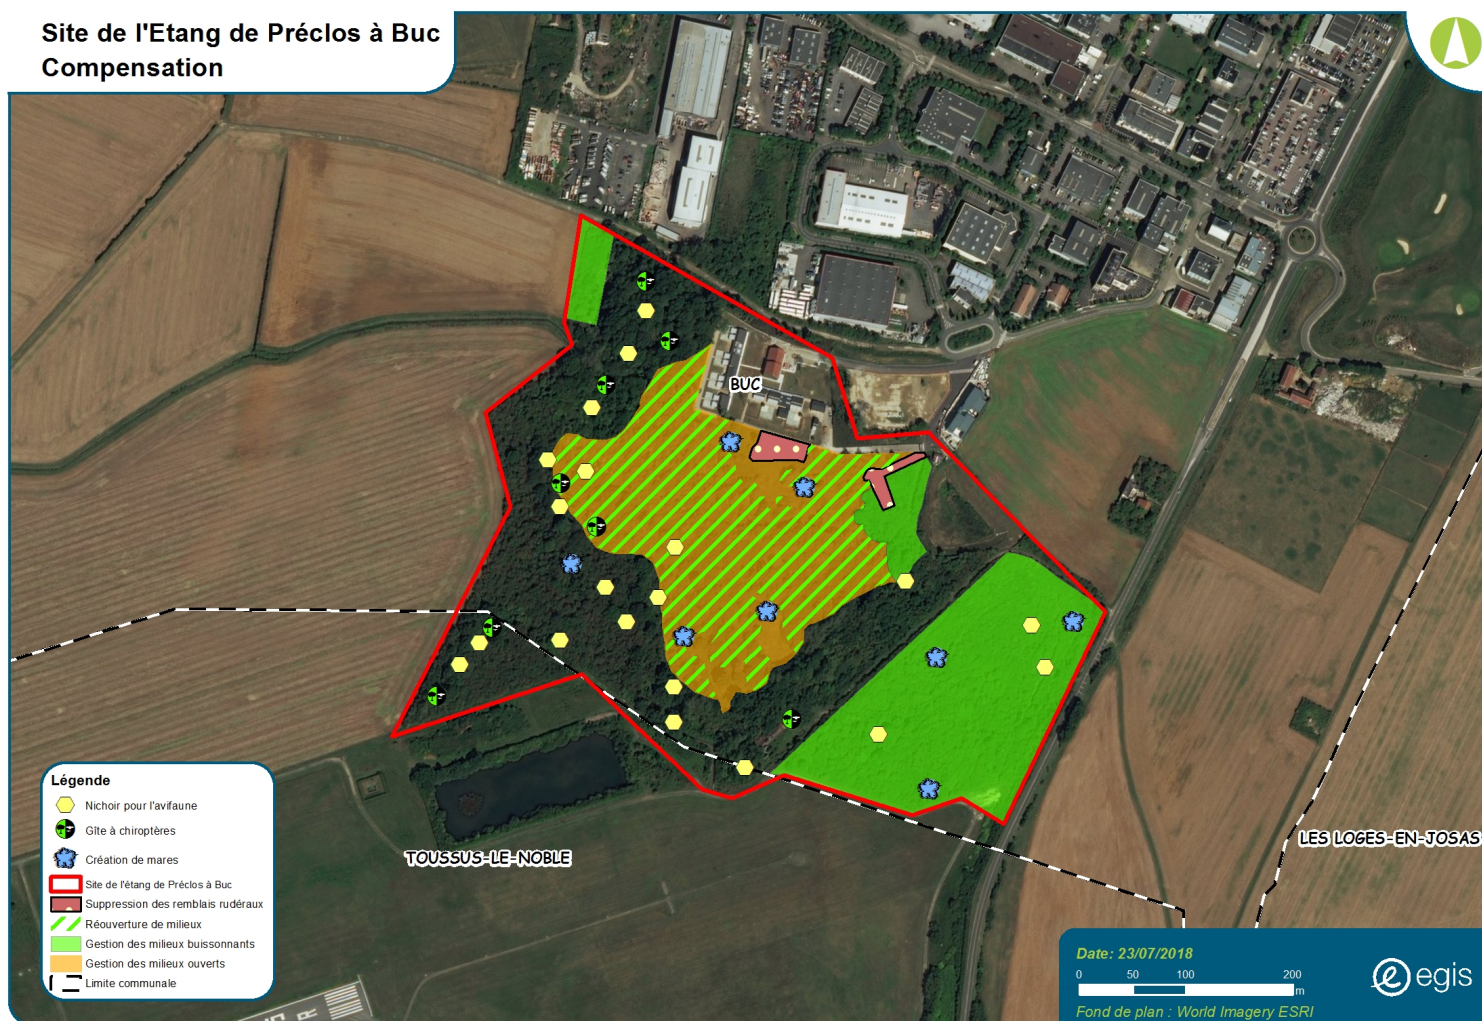 Site de l'Etang de Préclos à Buc
Compensation
BUC
TOUSSUS-LE-NOBLE
LES LOGES-EN-JOSAS
Légende
Nichoir pour l'avifaune
Gîte à chiroptères
Création de mares
Site de l'étang de Préclos à Buc
Suppression des remblais rudéraux
Réouverture de milieux
Gestion des milieux buissonnants
Gestion des milieux ouverts
Limite communale
Date: 23/07/2018
0 50 100 200
m
egis
Fond de plan : World Imagery ESRI